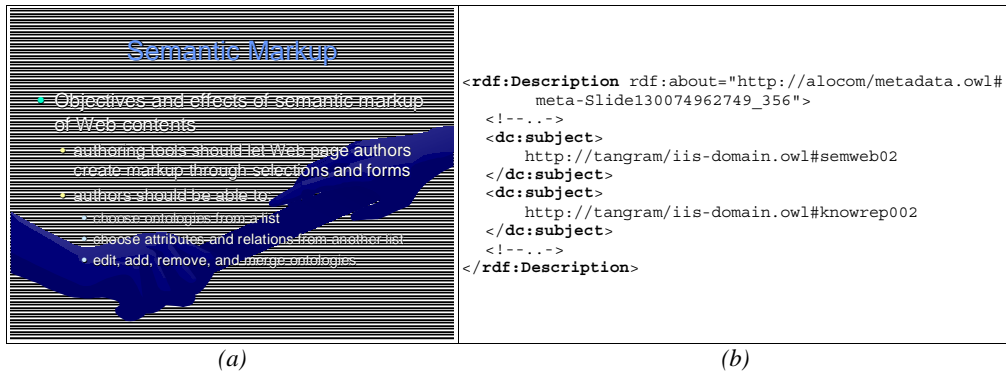 Semantic Markup
• Objectives and effects of semantic markup
of Web contents
• authoring tools should let Web page authors
create markup through selections and forms
• authors should be able to:
• choose ontologies from a list
• choose attributes and relations from another list
• edit, add, remove, and merge ontologies
<rdf:Description rdf:about="http://alocom/metadata.owl#
meta-Slide130074962749_356">
<!--..->
<dc:subject>
http://tangram/iis-domain.owl#semweb02
</dc:subject>
<dc:subject>
http://tangram/iis-domain.owl#knowrep002
</dc:subject>
<!--..->
</rdf:Description>
(a)
(b)